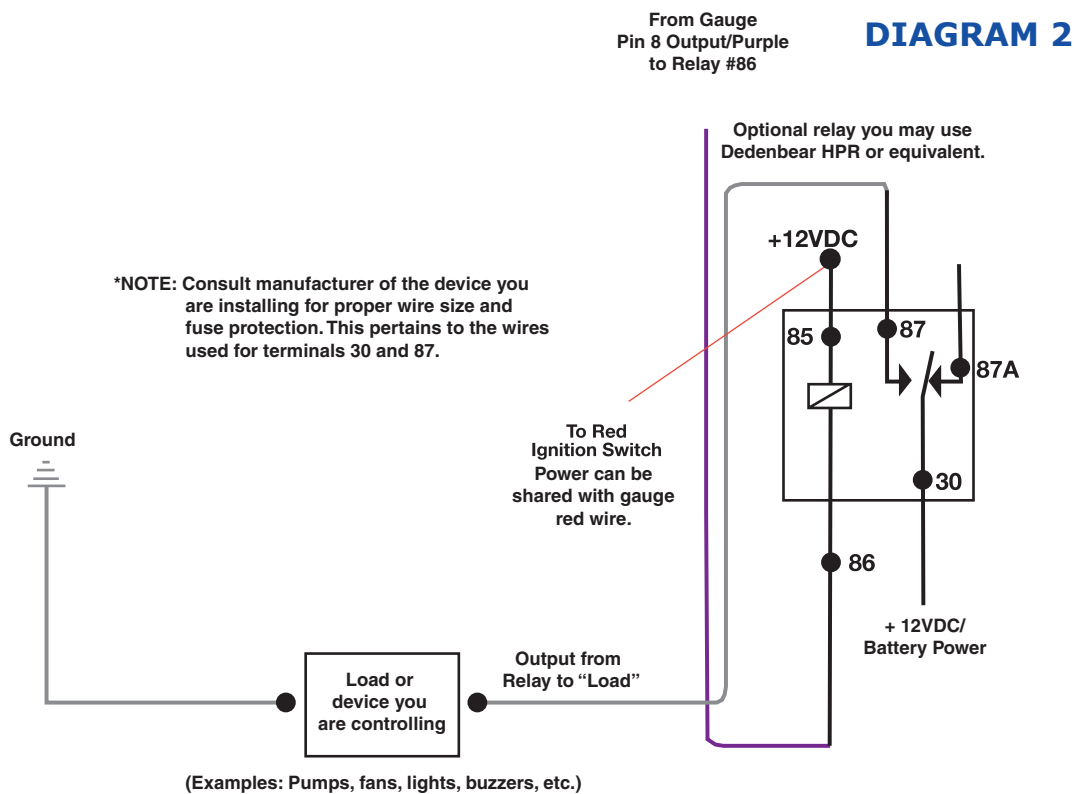 From Gauge
Pin 8 Output/Purple
to Relay #86
DIAGRAM 2
Optional relay you may use
Dedenbear HPR or equivalent.
+12VDC
*NOTE: Consult manufacturer of the device you
are installing for proper wire size and
fuse protection. This pertains to the wires
used for terminals 30 and 87.
85
87
87A
To Red
Ignition Switch
Power can be
shared with gauge
red wire.
30
Ground
86
+ 12VDC/
Battery Power
Output from
Relay to “Load”
Load or
device you
are controlling
(Examples: Pumps, fans, lights, buzzers, etc.)